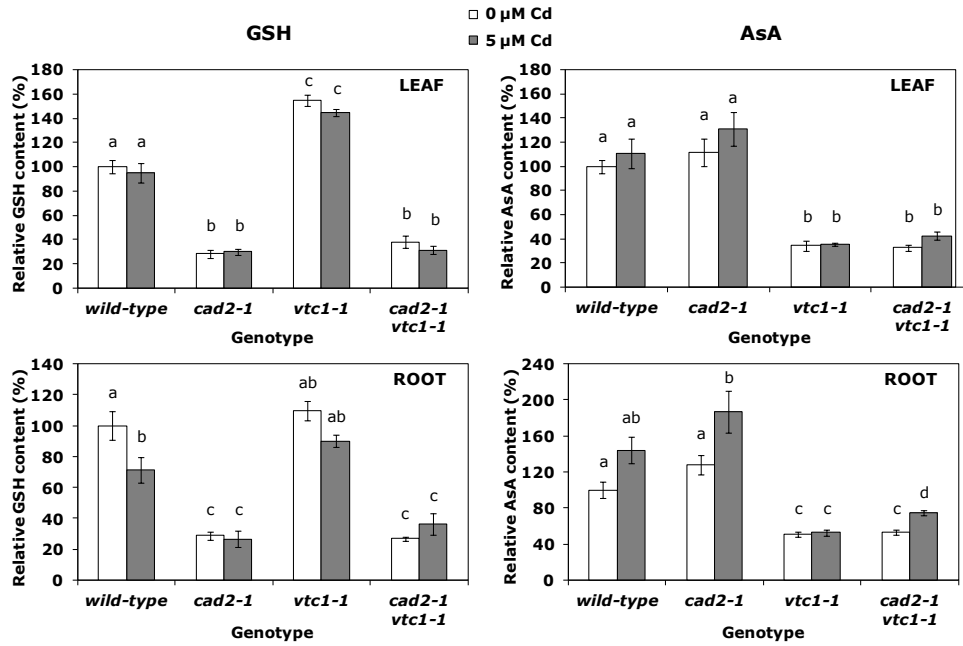 GSH
0 µM Cd
5 µM Cd
AsA
Relative GSH content (%)
180
160
140
120
100
80
60
40
20
0
LEAF
a a b b c c b b
wild-type cad2-1 vtc1-1 cad2-1
vtc1-1
Genotype
Relative AsA content (%)
180
160
140
120
100
80
60
40
20
0
LEAF
a a a a b b b b
wild-type cad2-1 vtc1-1 cad2-1
vtc1-1
Genotype
Relative GSH content (%)
140
120
100
80
60
40
20
0
ROOT
a b c c ab ab c c
wild-type cad2-1 vtc1-1 cad2-1
vtc1-1
Genotype
Relative AsA content (%)
240
200
160
120
80
40
0
ROOT
a ab a b c c c d
wild-type cad2-1 vtc1-1 cad2-1
vtc1-1
Genotype